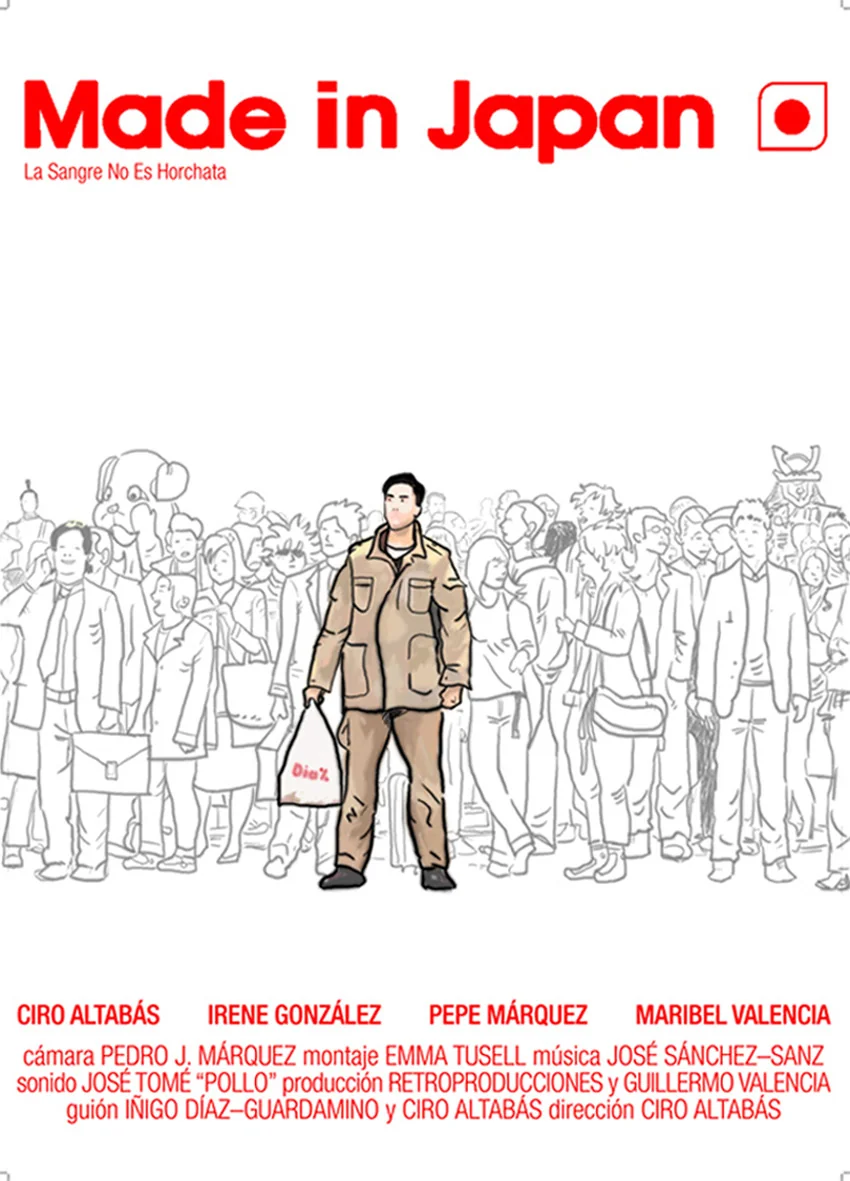 Made in Japan
La Sangre No Es Horchata
Dia%
CIRO ALTABÁS IRENE GONZÁLEZ PEPE MÁRQUEZ MARIBEL VALENCIA
cámara PEDRO J. MÁRQUEZ montaje EMMA TUSELL música JOSÉ SÁNCHEZ–SANZ
sonido JOSÉ TOMÉ “POLLO” producción RETROPRODUCCIONES y GUILLERMO VALENCIA
guión IÑIGO DÍAZ–GUARDAMINO y CIRO ALTABÁS dirección CIRO ALTABÁS